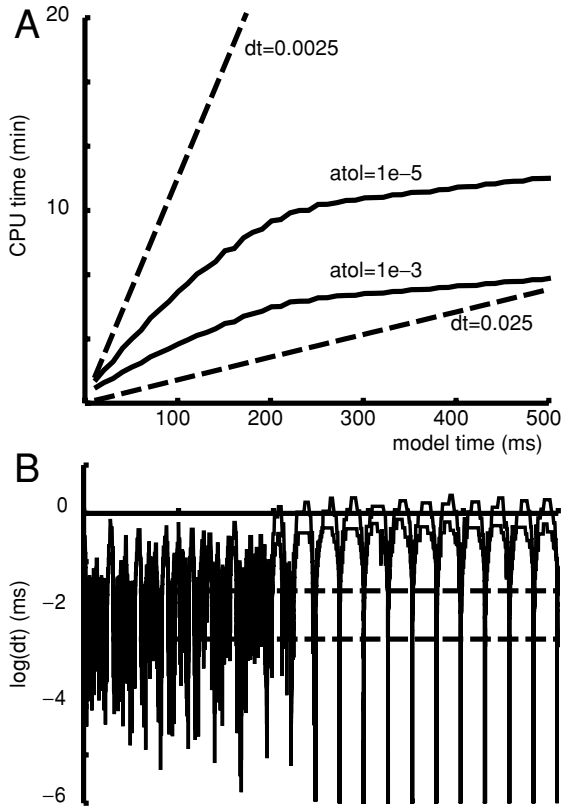 A
20
dt=0.0025
CPU time (min)
atol=1e−5
10
atol=1e−3
dt=0.025
100
200
300
400
500
model time (ms)
B
0
log(dt) (ms)
−2
−4
−6